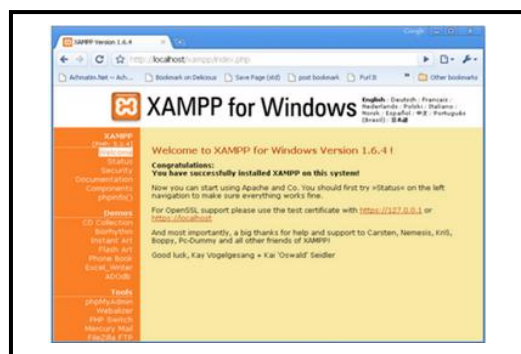 XAMPP Version 1.6.4
Google
http://localhost/xampp/index.php
Achmatim.Net – Ach...
Bookmark on Delicious
Save Page (std)
post bookmark
Other bookmarks
XAMPP for Windows
English / Deutsch / Francais /
Nederlands / Polski / Italiano /
Norsk / Español / 中文 / Português
(Brasil) / 日本語
XAMPP
Welcome
Status
Security
Documentation
Components
phpinfo()
Demos
CD Collection
Biorhythm
Instant Art
Flash Art
Phone Book
Excel_Writer
ADOdb
Tools
phpMyAdmin
Webalizer
PHP Switch
Mercury Mail
FileZilla FTP
Welcome to XAMPP for Windows Version 1.6.4 !
Congratulations:
You have successfully installed XAMPP on this system!
Now you can start using Apache and Co. You should first try »Status« on the left
navigation to make sure everything works fine.
For OpenSSL support please use the test certificate with https://127.0.0.1 or
https://localhost
And most importantly, a big thanks for help and support to Carsten, Nemesis, KriS,
Boppy, Pc-Dummy and all other friends of XAMPP!
Good luck, Kay Vogelgesang + Kai 'Oswald' Seidler